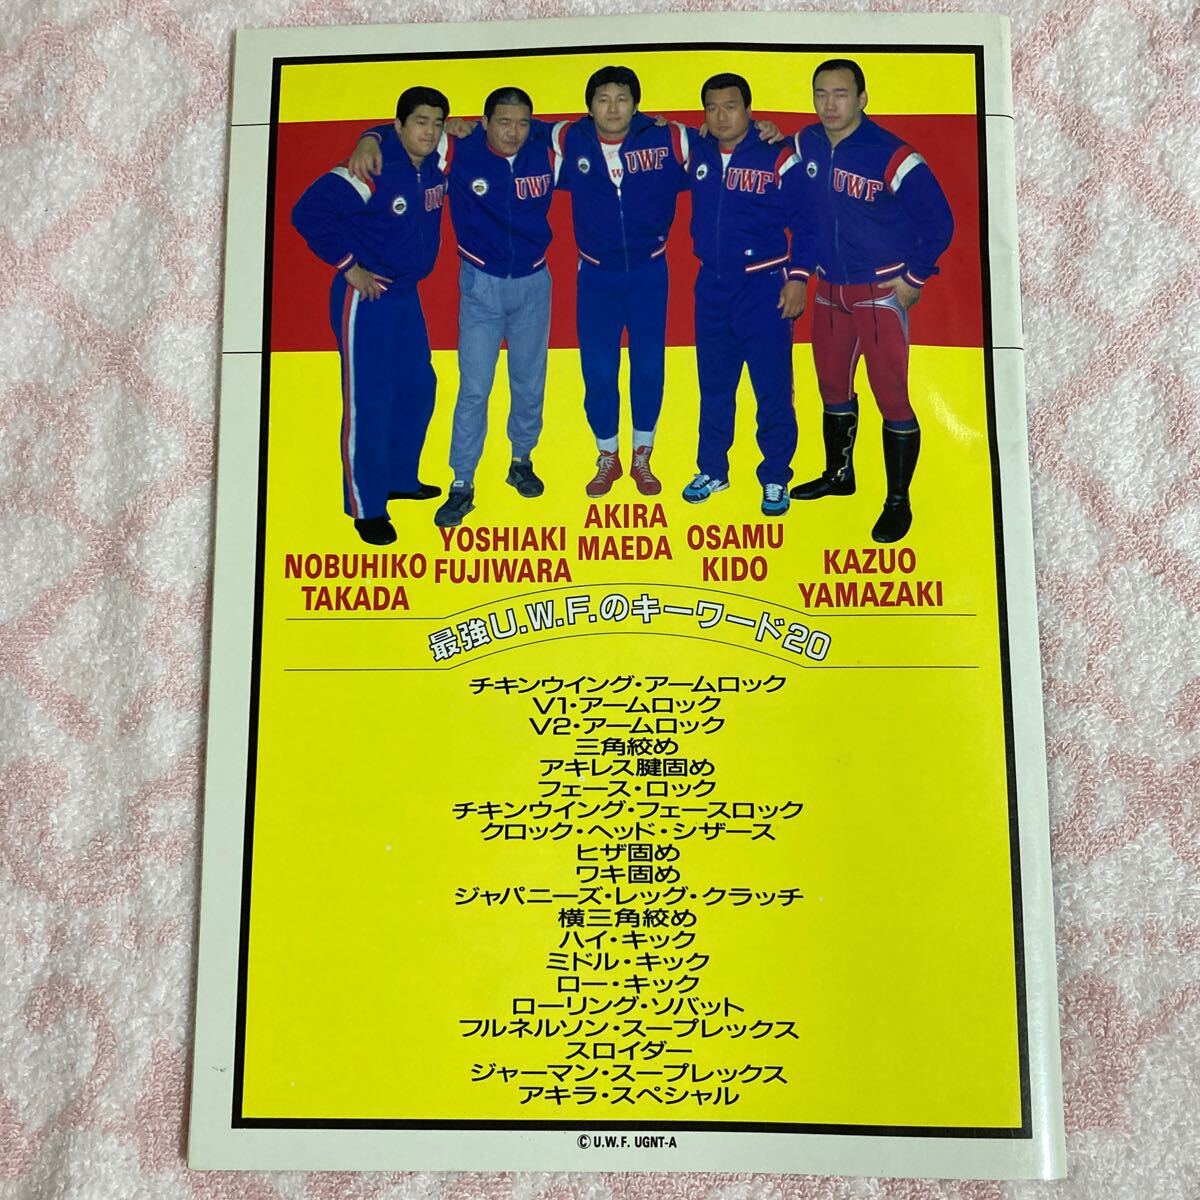 UWF
UWF
UWF
UWF
NOBUHIKO
TAKADA
YOSHIAKI
FUJIWARA
AKIRA
MAEDA
OSAMU
KIDO
KAZUO
YAMAZAKI
最強U.W.F.のキーワード20
チキンウイング・アームロック
V1・アームロック
V2・アームロック
三角絞め
アキレス腱固め
フェース・ロック
チキンウイング・フェースロック
クロック・ヘッド・シザース
ヒザ固め
ワキ固め
ジャパニーズ・レッグ・クラッチ
横三角絞め
ハイ・キック
ミドル・キック
ロー・キック
ローリング・ソバット
フルネルソン・スープレックス
スロイダー
ジャーマン・スープレックス
アキラ・スペシャル
© U.W.F. UGNT-A